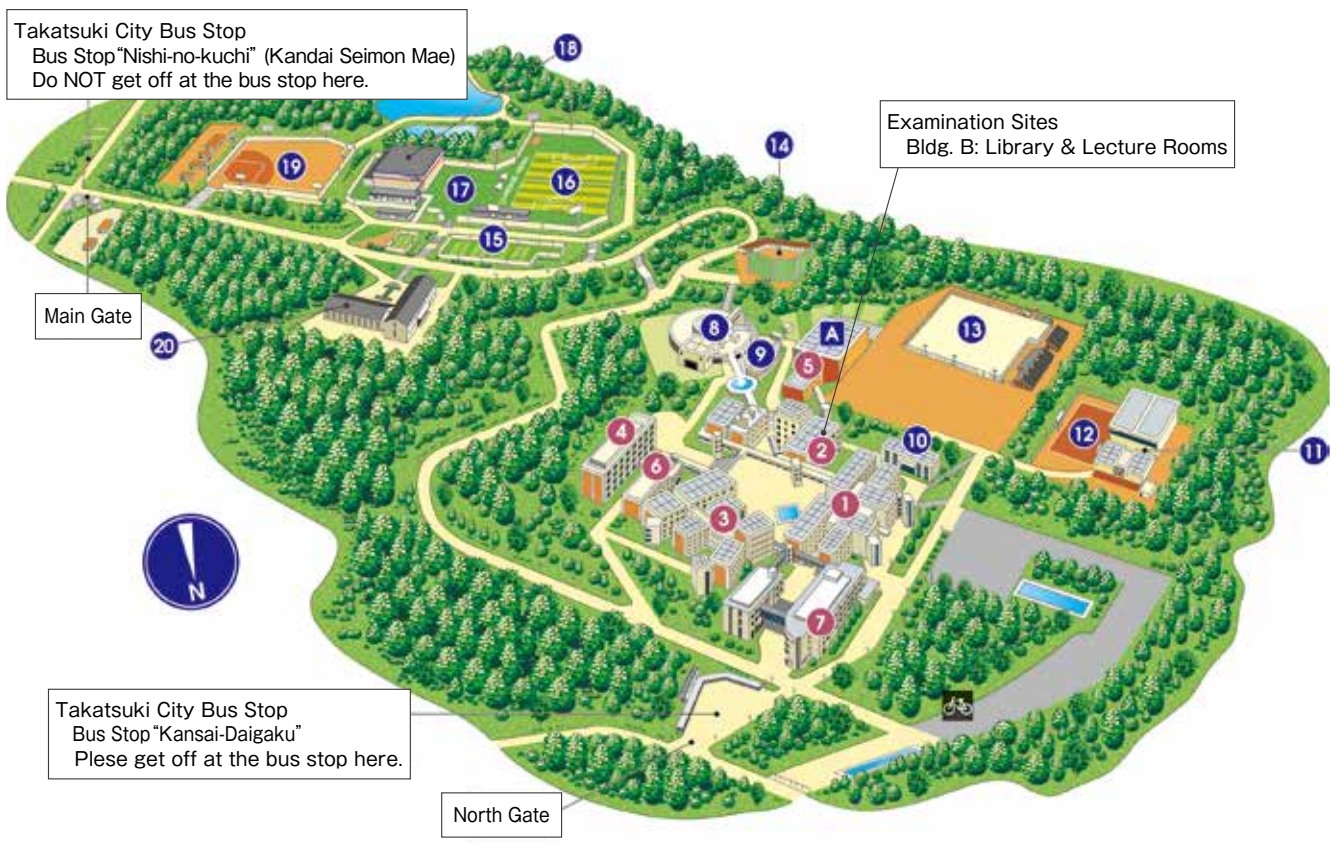 Takatsuki City Bus Stop
Bus Stop “Nishi-no-kuchi” (Kandai Seimon Mae)
Do NOT get off at the bus stop here.
18
Examination Sites
Bldg. B: Library & Lecture Rooms
14
19
17
16
15
Main Gate
20
8
9
A
5
13
4
2
10
12
11
6
1
3
N
7
Takatsuki City Bus Stop
Bus Stop “Kansai-Daigaku”
Plese get off at the bus stop here.
North Gate